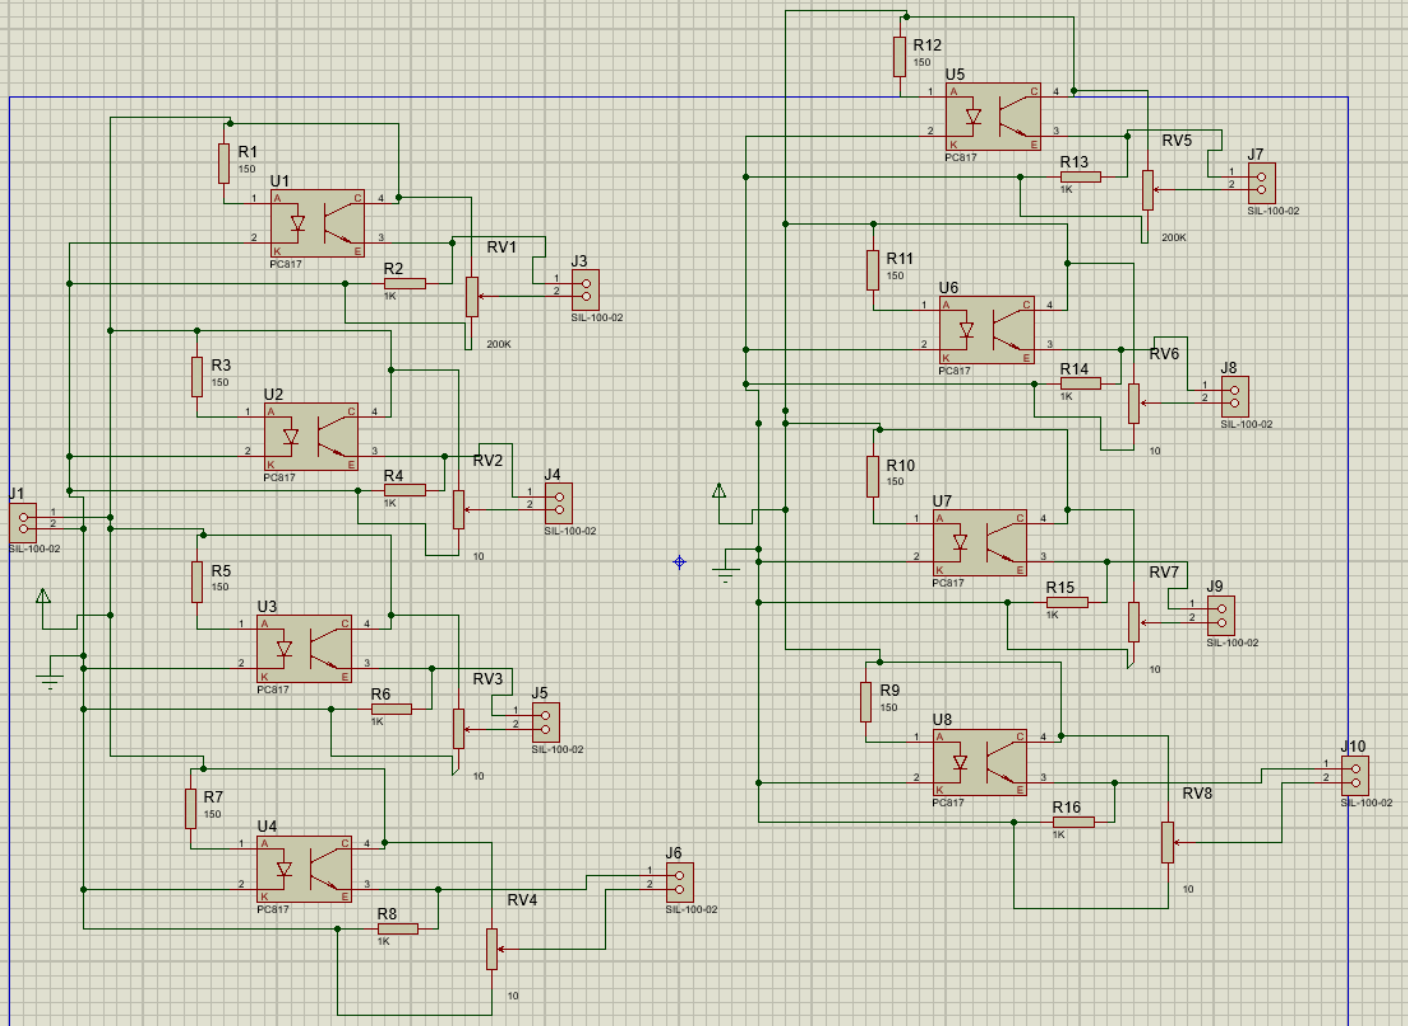 R12
150
U5
1
A
C
4
2
K
E
3
PC817
RV5
R13
1K
J7
1
2
SIL-100-02
200K
R1
150
U1
1
A
C
4
2
K
E
3
PC817
RV1
R2
1K
J3
1
2
SIL-100-02
200K
R11
150
U6
1
A
C
4
2
K
E
3
PC817
RV6
R14
1K
J8
1
2
SIL-100-02
10
R3
150
U2
1
A
C
4
2
K
E
3
PC817
RV2
R4
1K
J4
1
2
SIL-100-02
10
J1
1
2
SIL-100-02
R10
150
U7
1
A
C
4
2
K
E
3
PC817
RV7
R15
1K
J9
1
2
SIL-100-02
10
R5
150
U3
1
A
C
4
2
K
E
3
PC817
RV3
R6
1K
J5
1
2
SIL-100-02
10
R9
150
U8
1
A
C
4
2
K
E
3
PC817
RV8
R16
1K
J10
1
2
SIL-100-02
10
R7
150
U4
1
A
C
4
2
K
E
3
PC817
RV4
R8
1K
J6
1
2
SIL-100-02
10